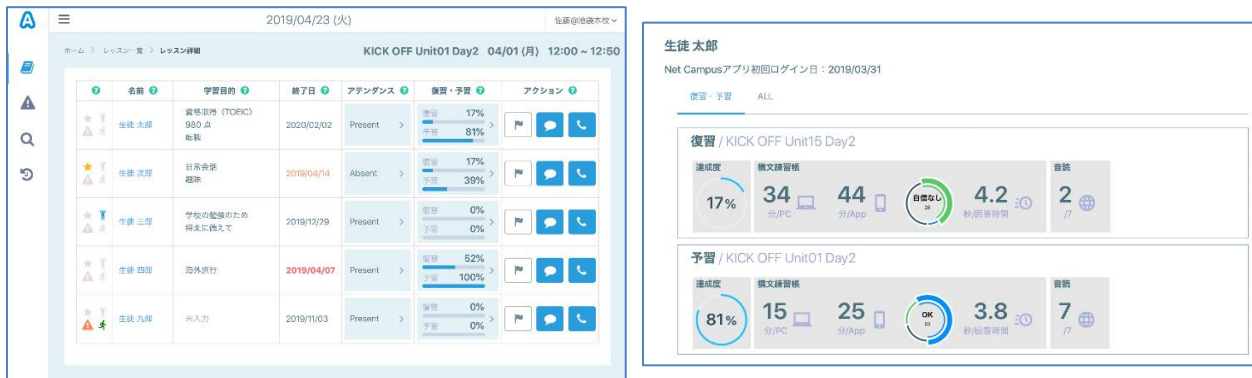 2019/04/23 (火)
佐藤@池袋本校
ホーム > レッスン一覧 > レッスン詳細
KICK OFF Unit01 Day2 04/01 (月) 12:00 ~ 12:50
名前 学習目的 終了日 アテンダンス 復習・予習 アクション
生徒 太郎
資格取得 (TOEIC)
980 点
転職
2020/02/02
Present
復習 17%
予習 81%
生徒 次郎
日常会話
趣味
2019/04/14
Absent
復習 17%
予習 39%
生徒 三郎
学校の勉強のため
将来に備えて
2019/12/29
Present
復習 0%
予習 0%
生徒 四郎
海外旅行
2019/04/07
Present
復習 52%
予習 100%
生徒 九郎
未入力
2019/11/03
Present
復習 0%
予習 0%
生徒 太郎
Net Campusアプリ初回ログイン日：2019/03/31
復習・予習 ALL
復習 / KICK OFF Unit15 Day2
達成度 構文練習帳 音読
17%
34
分/PC
44
分/App
自信なし
4.2
秒/回答時間
2
/7
予習 / KICK OFF Unit01 Day2
達成度 構文練習帳 音読
81%
15
分/PC
25
分/App
OK
3.8
秒/回答時間
7
/7